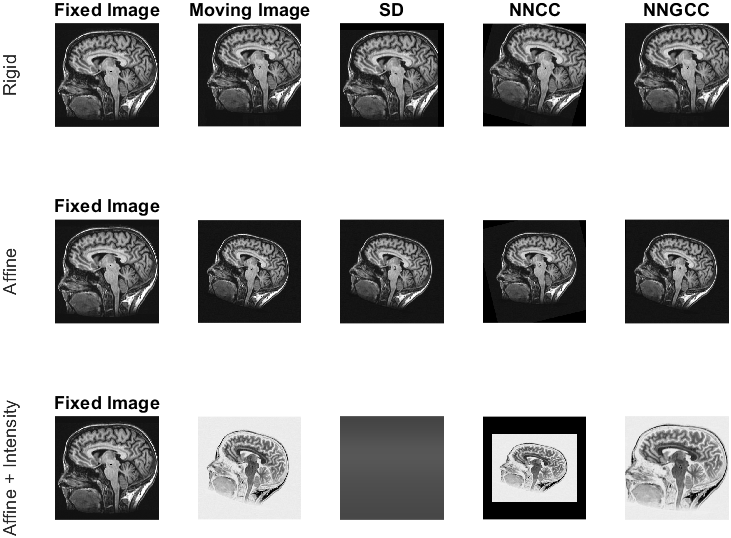 Fixed Image Moving Image SD NNCC NNGCC
Rigid
Fixed Image
Affine
Fixed Image
Affine + Intensity